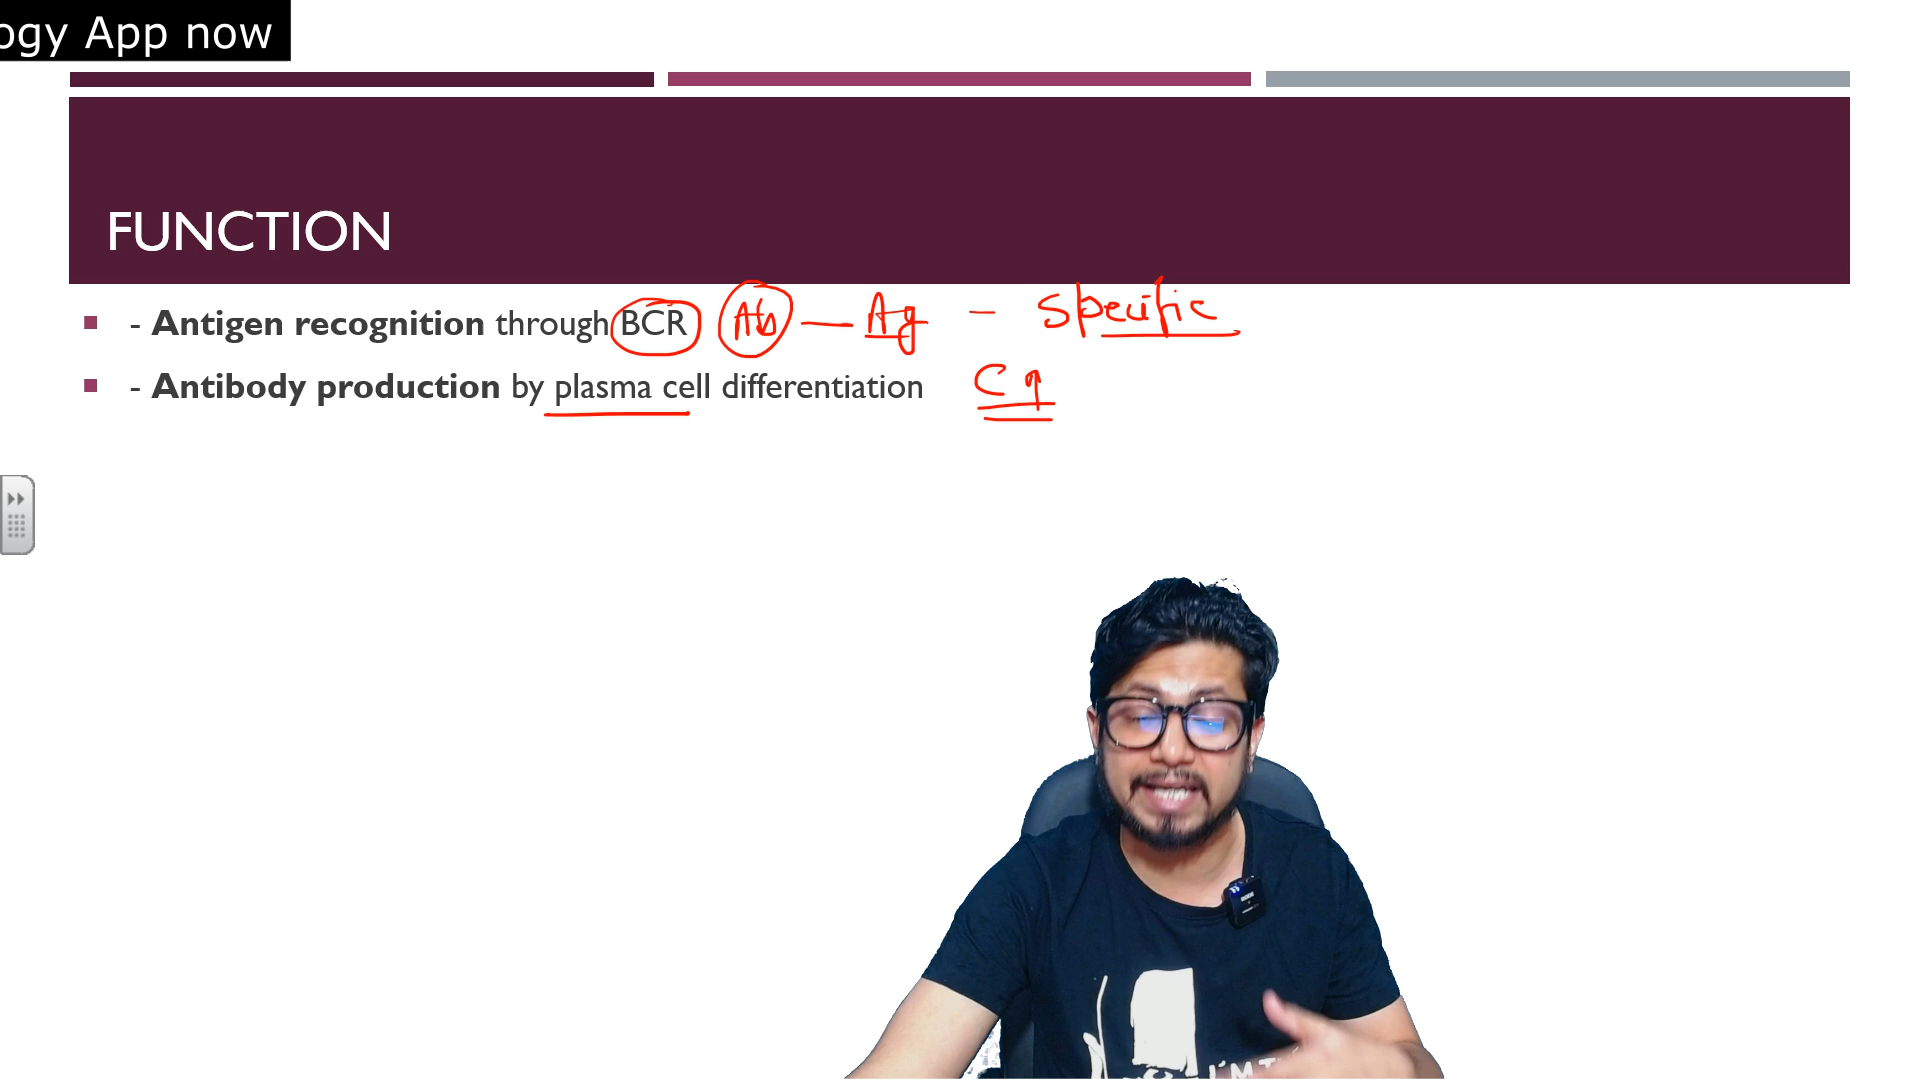 ogy App now
FUNCTION
- Antigen recognition through BCR Ab — Ag - Specific
- Antibody production by plasma cell differentiation
I'M